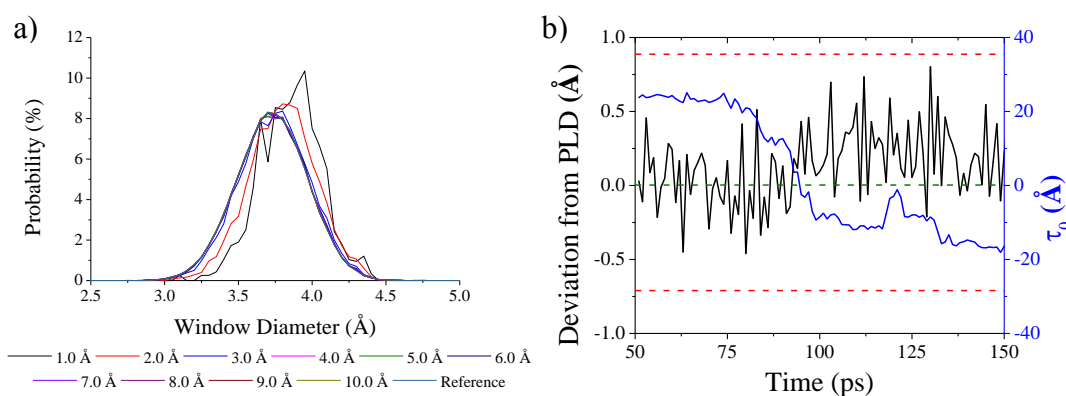 a)
12
10
8
6
4
2
0
Probability (%)
2.5 3.0 3.5 4.0 4.5 5.0
Window Diameter (Å)
1.0 Å 2.0 Å 3.0 Å 4.0 Å 5.0 Å 6.0 Å
7.0 Å 8.0 Å 9.0 Å 10.0 Å Reference
b)
1.0
0.5
0.0
-0.5
-1.0
Deviation from PLD (Å)
40
20
0
-20
-40
τ₀ (Å)
50 75 100 125 150
Time (ps)